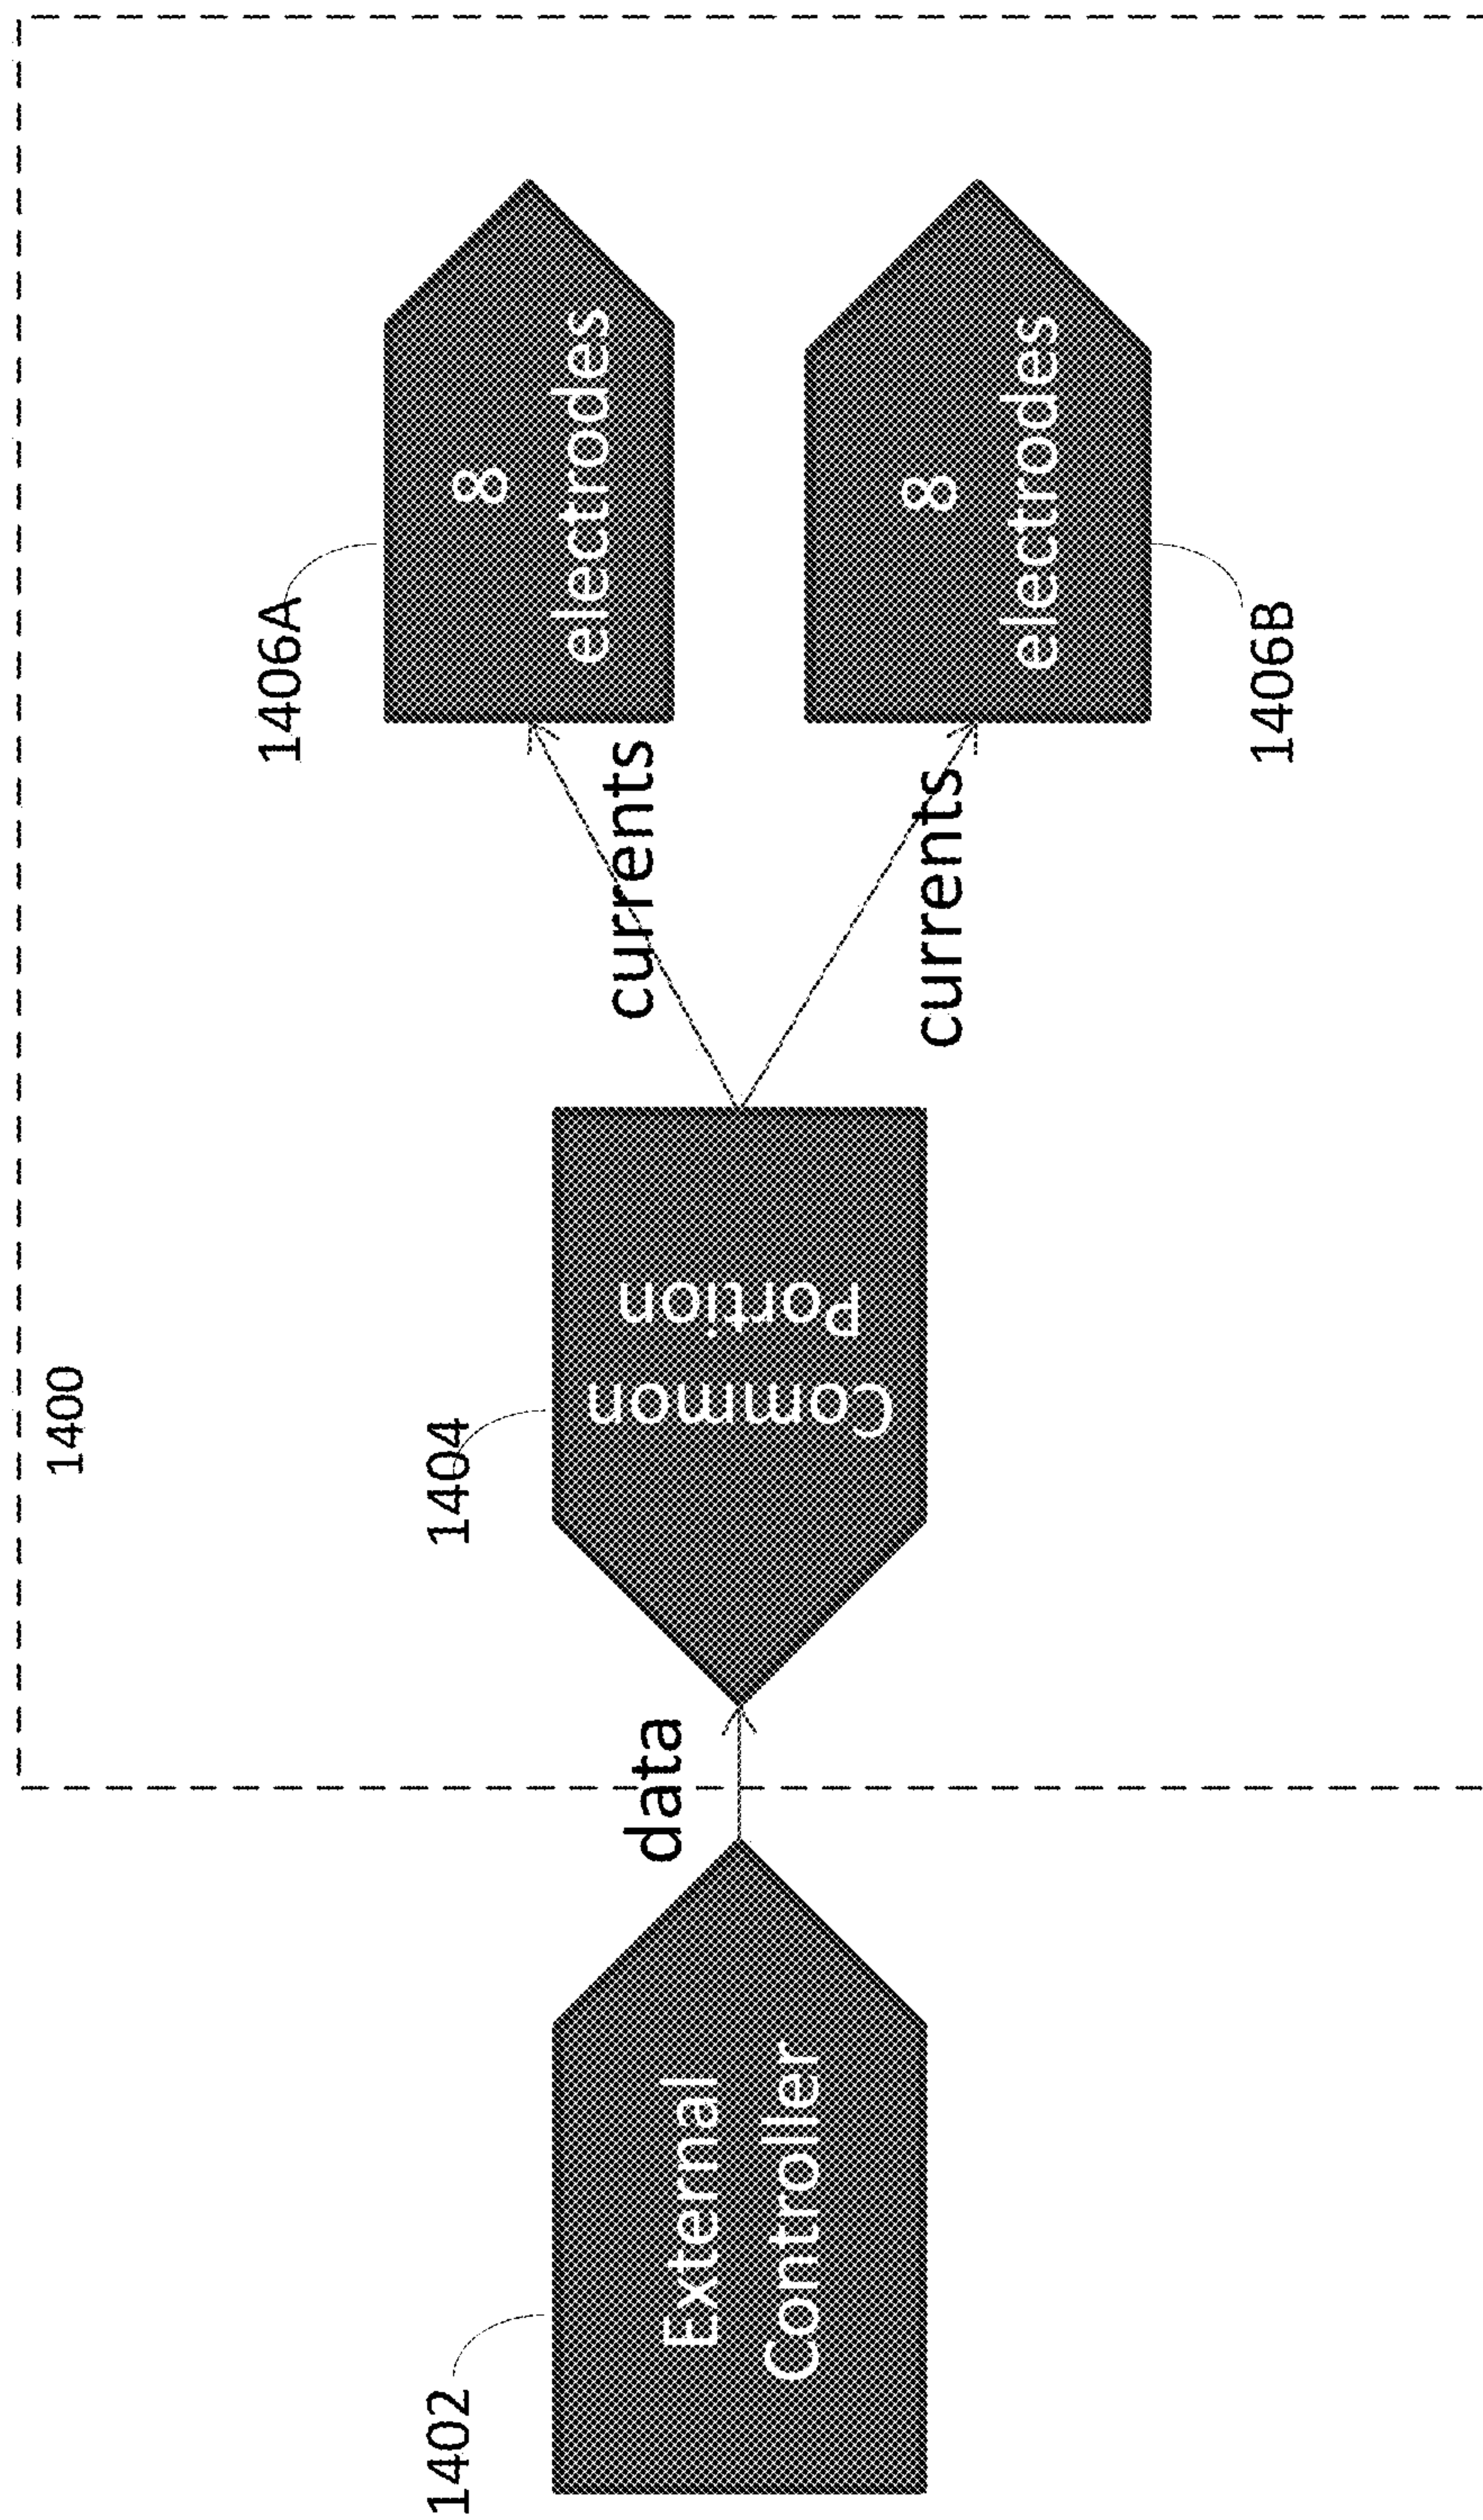 1400
1402
External
Controller
data
1404
Common
Portion
currents
currents
1406A
8
electrodes
8
electrodes
1406B